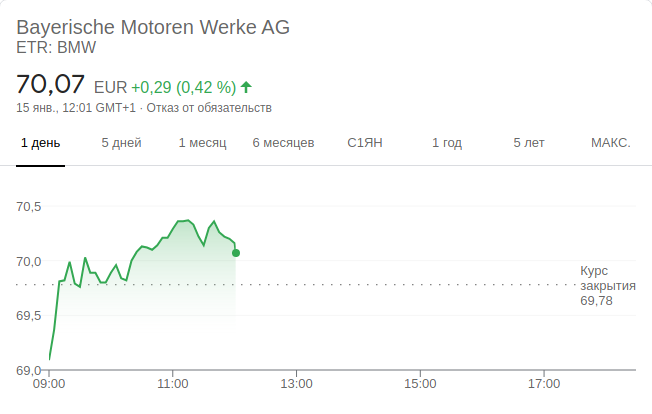 Bayerische Motoren Werke AG
ETR: BMW
70,07 EUR +0,29 (0,42 %)
15 янв., 12:01 GMT+1 · Отказ от обязательств
1 день 5 дней 1 месяц 6 месяцев С1ЯН 1 год 5 лет МАКС.
70,5
70,0
Курс
закрытия
69,78
69,5
69,0
09:00 11:00 13:00 15:00 17:00